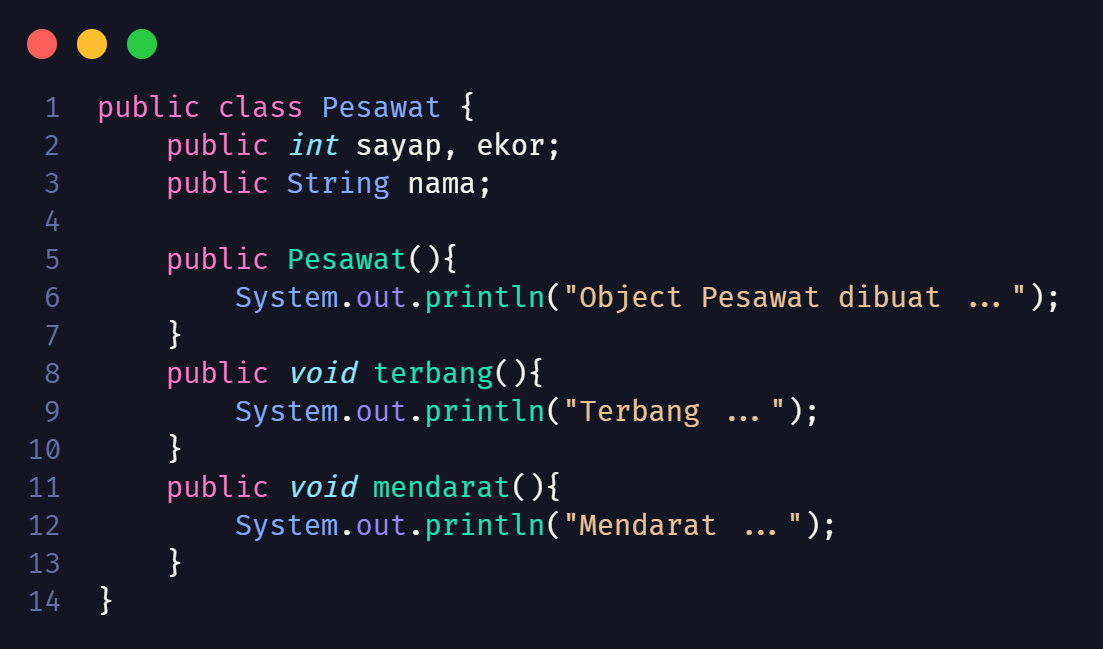 1 public class Pesawat {
2     public int sayap, ekor;
3     public String nama;
4
5     public Pesawat(){
6         System.out.println("Object Pesawat dibuat ...");
7     }
8     public void terbang(){
9         System.out.println("Terbang ...");
10     }
11     public void mendarat(){
12         System.out.println("Mendarat ...");
13     }
14 }